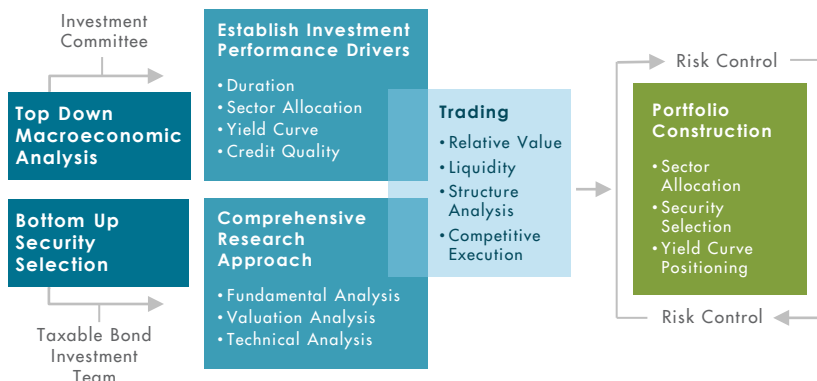 Investment
Committee
Top Down
Macroeconomic
Analysis
Bottom Up
Security
Selection
Taxable Bond
Investment
Team
Establish Investment
Performance Drivers
• Duration
• Sector Allocation
• Yield Curve
• Credit Quality
Comprehensive
Research
Approach
• Fundamental Analysis
• Valuation Analysis
• Technical Analysis
Trading
• Relative Value
• Liquidity
• Structure
Analysis
• Competitive
Execution
Risk Control
Portfolio
Construction
• Sector
Allocation
• Security
Selection
• Yield Curve
Positioning
Risk Control